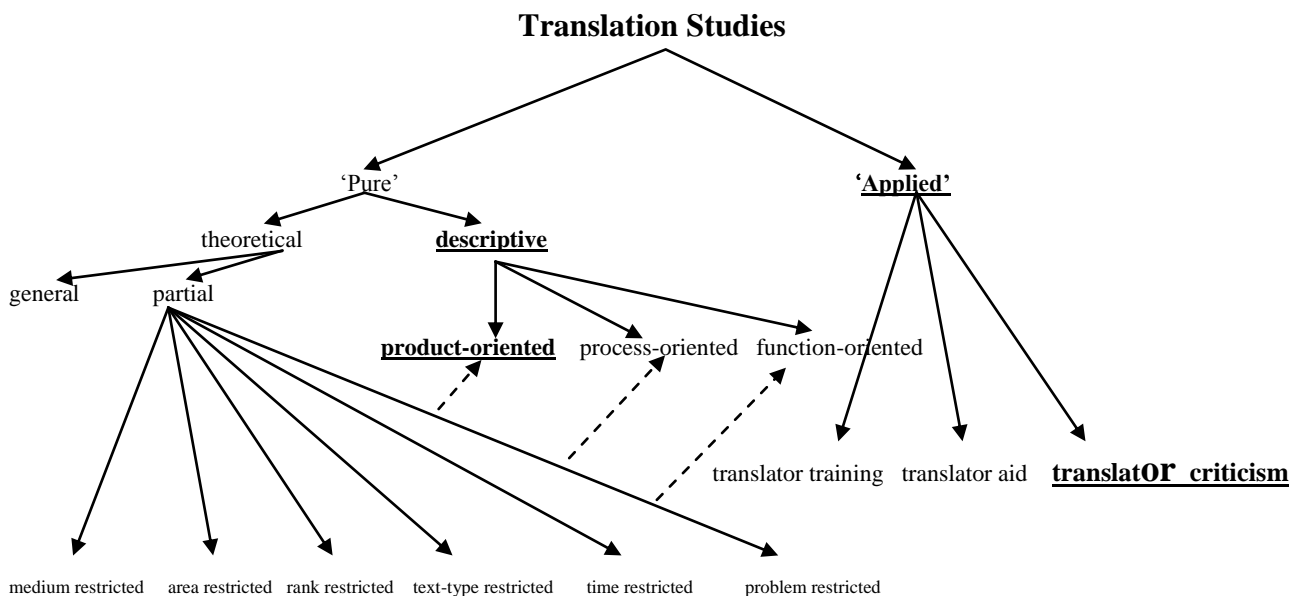 Translation Studies
‘Pure’
‘Applied’
theoretical
descriptive
general
partial
product-oriented
process-oriented
function-oriented
translator training
translator aid
translator criticism
medium restricted
area restricted
rank restricted
text-type restricted
time restricted
problem restricted